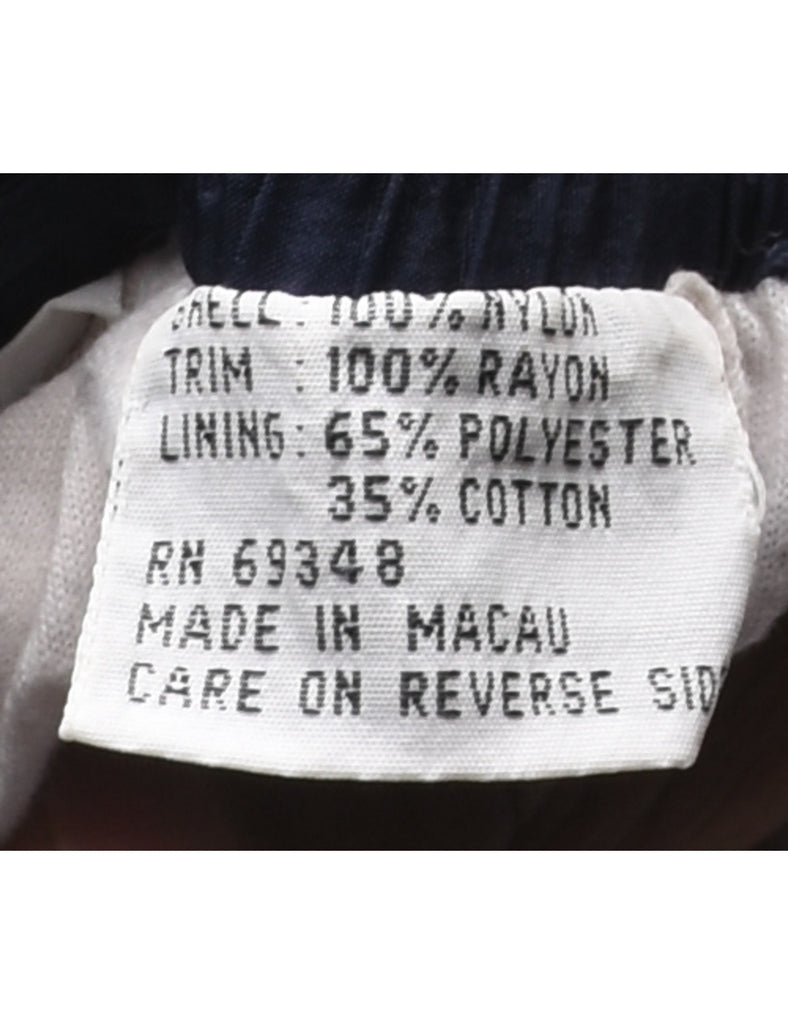 SHELL: 100% NYLON
TRIM : 100% RAYON
LINING: 65% POLYESTER
35% COTTON
RN 69348
MADE IN MACAU
CARE ON REVERSE SIDE